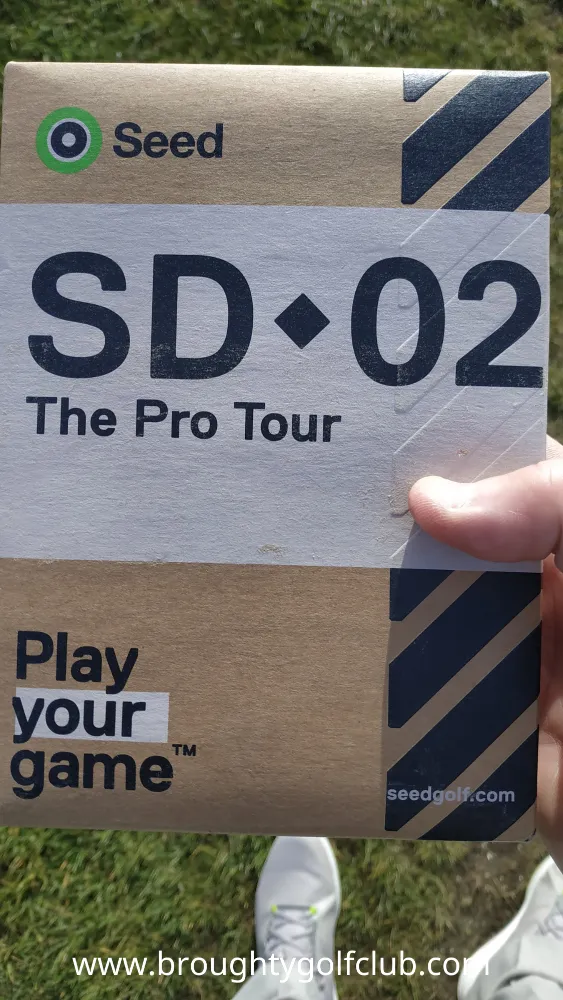 Seed
SD◆02
The Pro Tour
Play
your
game™
seedgolf.com
www.broughtygolfclub.com